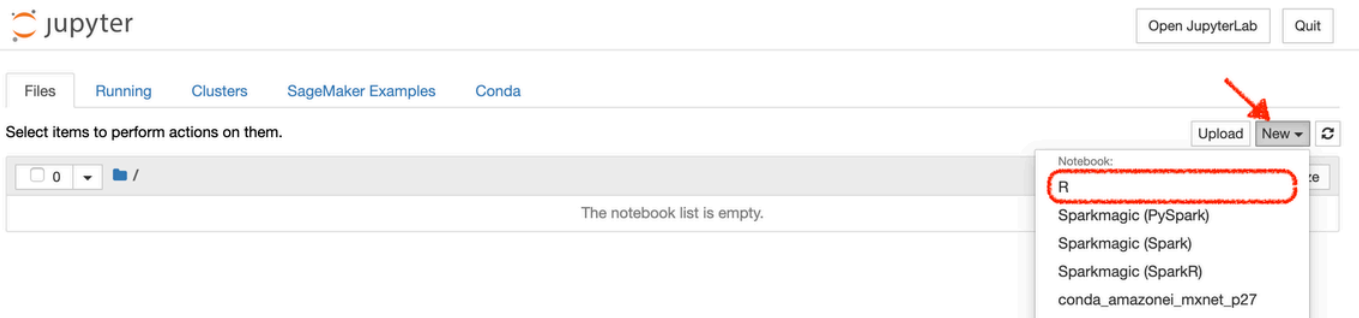 jupyter
Open JupyterLab Quit
Files Running Clusters SageMaker Examples Conda
Select items to perform actions on them.
Upload New
0 /
ze
The notebook list is empty.
Notebook:
R
Sparkmagic (PySpark)
Sparkmagic (Spark)
Sparkmagic (SparkR)
conda_amazonei_mxnet_p27